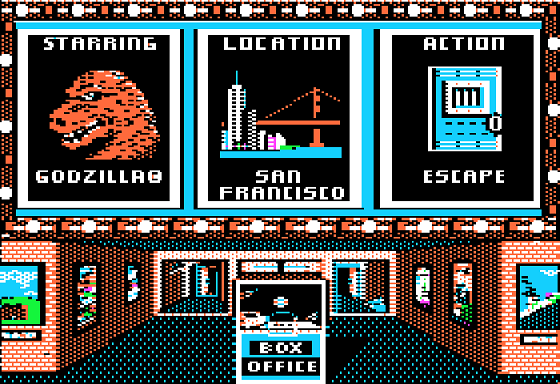 STARRING
GODZILLA®
LOCATION
SAN
FRANCISCO
ACTION
ESCAPE
BOX
OFFICE